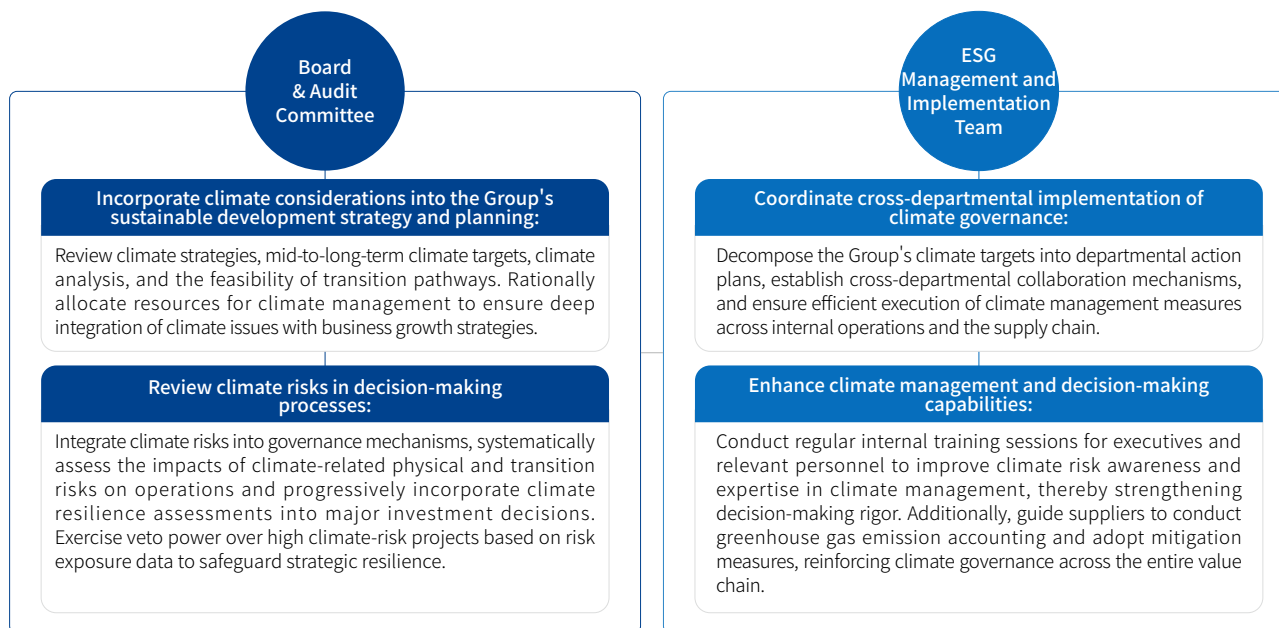 Board
& Audit
Committee
Incorporate climate considerations into the Group's
sustainable development strategy and planning:
Review climate strategies, mid-to-long-term climate targets, climate
analysis, and the feasibility of transition pathways. Rationally
allocate resources for climate management to ensure deep
integration of climate issues with business growth strategies.
Review climate risks in decision-making
processes:
Integrate climate risks into governance mechanisms, systematically
assess the impacts of climate-related physical and transition
risks on operations and progressively incorporate climate
resilience assessments into major investment decisions.
Exercise veto power over high climate-risk projects based on risk
exposure data to safeguard strategic resilience.
ESG
Management and
Implementation
Team
Coordinate cross-departmental implementation of
climate governance:
Decompose the Group's climate targets into departmental action
plans, establish cross-departmental collaboration mechanisms,
and ensure efficient execution of climate management measures
across internal operations and the supply chain.
Enhance climate management and decision-making
capabilities:
Conduct regular internal training sessions for executives and
relevant personnel to improve climate risk awareness and
expertise in climate management, thereby strengthening
decision-making rigor. Additionally, guide suppliers to conduct
greenhouse gas emission accounting and adopt mitigation
measures, reinforcing climate governance across the entire value
chain.